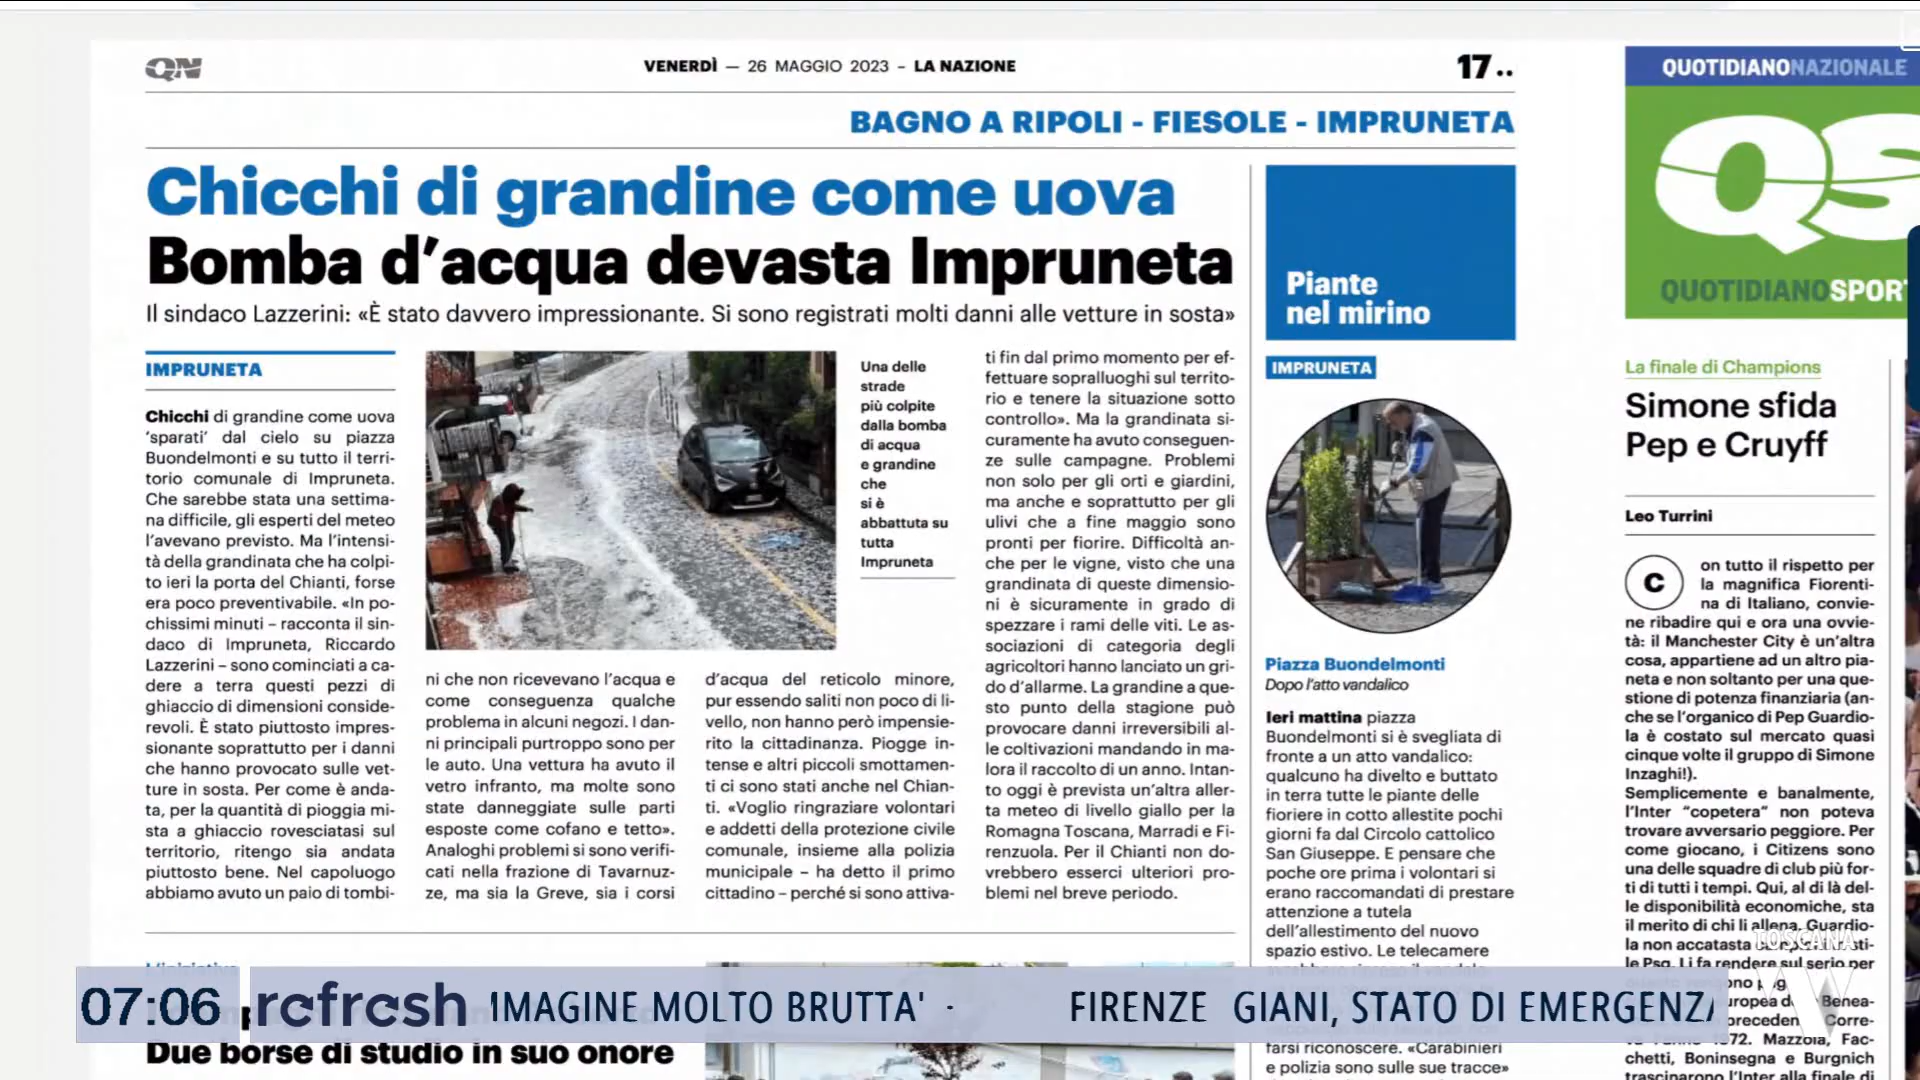 QN
VENERDÌ — 26 MAGGIO 2023 – LA NAZIONE
17 ..
BAGNO A RIPOLI - FIESOLE - IMPRUNETA
Chicchi di grandine come uova
Bomba d'acqua devasta Impruneta
Il sindaco Lazzerini: «È stato davvero impressionante. Si sono registrati molti danni alle vetture in sosta»
IMPRUNETA
Chicchi di grandine come uova
'sparati' dal cielo su piazza
Buondelmonti e su tutto il terri-
torio comunale di Impruneta.
Che sarebbe stata una settima-
na difficile, gli esperti del meteo
l'avevano previsto. Ma l'intensi-
tà della grandinata che ha colpi-
to ieri la porta del Chianti, forse
era poco preventivabile. «In po-
chissimi minuti – racconta il sin-
daco di Impruneta, Riccardo
Lazzerini – sono cominciati a ca-
dere a terra questi pezzi di
ghiaccio di dimensioni conside-
revoli. È stato piuttosto impres-
sionante soprattutto per i danni
che hanno provocato sulle vet-
ture in sosta. Per come è anda-
ta, per la quantità di pioggia mi-
sta a ghiaccio rovesciatasi sul
territorio, ritengo sia andata
piuttosto bene. Nel capoluogo
abbiamo avuto un paio di tombi-
Una delle
strade
più colpite
dalla bomba
di acqua
e grandine
che
si è
abbattuta su
tutta
Impruneta
ni che non ricevevano l'acqua e
come conseguenza qualche
problema in alcuni negozi. I dan-
ni principali purtroppo sono per
le auto. Una vettura ha avuto il
vetro infranto, ma molte sono
state danneggiate sulle parti
esposte come cofano e tetto».
Analoghi problemi si sono verifi-
cati nella frazione di Tavarnuz-
ze, ma sia la Greve, sia i corsi
d'acqua del reticolo minore,
pur essendo saliti non poco di li-
vello, non hanno però impensie-
rito la cittadinanza. Piogge in-
tense e altri piccoli smottamen-
ti ci sono stati anche nel Chian-
ti. «Voglio ringraziare volontari
e addetti della protezione civile
comunale, insieme alla polizia
municipale – ha detto il primo
cittadino – perché si sono attiva-
ti fin dal primo momento per ef-
fettuare sopralluoghi sul territo-
rio e tenere la situazione sotto
controllo». Ma la grandinata si-
curamente ha avuto conseguen-
ze sulle campagne. Problemi
non solo per gli orti e giardini,
ma anche e soprattutto per gli
ulivi che a fine maggio sono
pronti per fiorire. Difficoltà an-
che per le vigne, visto che una
grandinata di queste dimensio-
ni è sicuramente in grado di
spezzare i rami delle viti. Le as-
sociazioni di categoria degli
agricoltori hanno lanciato un gri-
do d'allarme. La grandine a que-
sto punto della stagione può
provocare danni irreversibili al-
le coltivazioni mandando in ma-
lora il raccolto di un anno. Intan-
to oggi è prevista un'altra aller-
ta meteo di livello giallo per la
Romagna Toscana, Marradi e Fi-
renzuola. Per il Chianti non do-
vrebbero esserci ulteriori pro-
blemi nel breve periodo.
Piante
nel mirino
IMPRUNETA
Piazza Buondelmonti
Dopo l'atto vandalico
Ieri mattina piazza
Buondelmonti si è svegliata di
fronte a un atto vandalico:
qualcuno ha divelto e buttato
in terra tutte le piante delle
fioriere in cotto allestite pochi
giorni fa dal Circolo cattolico
San Giuseppe. E pensare che
poche ore prima i volontari si
erano raccomandati di prestare
attenzione a tutela
dell'allestimento del nuovo
spazio estivo. Le telecamere
farsi riconoscere. «Carabinieri
e polizia sono sulle sue tracce»
QUOTIDIANONAZIONALE
QS
QUOTIDIANOSPORT
La finale di Champions
Simone sfida
Pep e Cruyff
Leo Turrini
C on tutto il rispetto per
la magnifica Fiorenti-
na di Italiano, convie-
ne ribadire qui e ora una ovvie-
tà: il Manchester City è un'altra
cosa, appartiene ad un altro pia-
neta e non soltanto per una que-
stione di potenza finanziaria (an-
che se l'organico di Pep Guardio-
la è costato sul mercato quasi
cinque volte il gruppo di Simone
Inzaghi!).
Semplicemente e banalmente,
l'Inter "copetera" non poteva
trovare avversario peggiore. Per
come giocano, i Citizens sono
una delle squadre di club più for-
ti di tutti i tempi. Qui, al di là del-
le disponibilità economiche, sta
il merito di chi li allena. Guardio-
la non accatasta
le Psg. Li fa rendere sul serio per
Benea-
Corre-
1972. Mazzola, Fac-
chetti, Boninsegna e Burgnich
trascinarono l'Inter alla finale di
TOSCANA
07:06 rafrash IMAGINE MOLTO BRUTTA' - FIRENZE GIANI, STATO DI EMERGENZA
Due borse di studio in suo onore